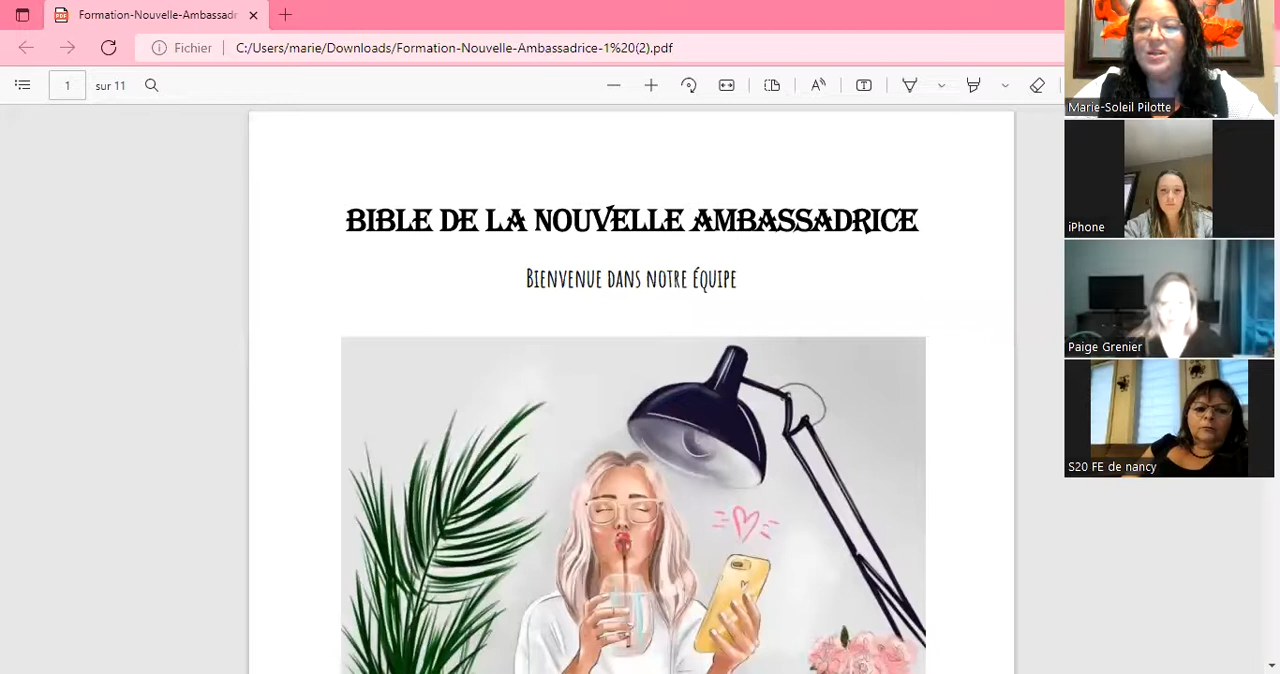 Formation-Nouvelle-Ambassadr
Fichier
C:/Users/marie/Downloads/Formation-Nouvelle-Ambassadrice-1%20(2).pdf
1 sur 11
BIBLE DE LA NOUVELLE AMBASSADRICE
Bienvenue dans notre équipe
Marie-Soleil Pilotte
iPhone
Paige Grenier
S20 FE de nancy